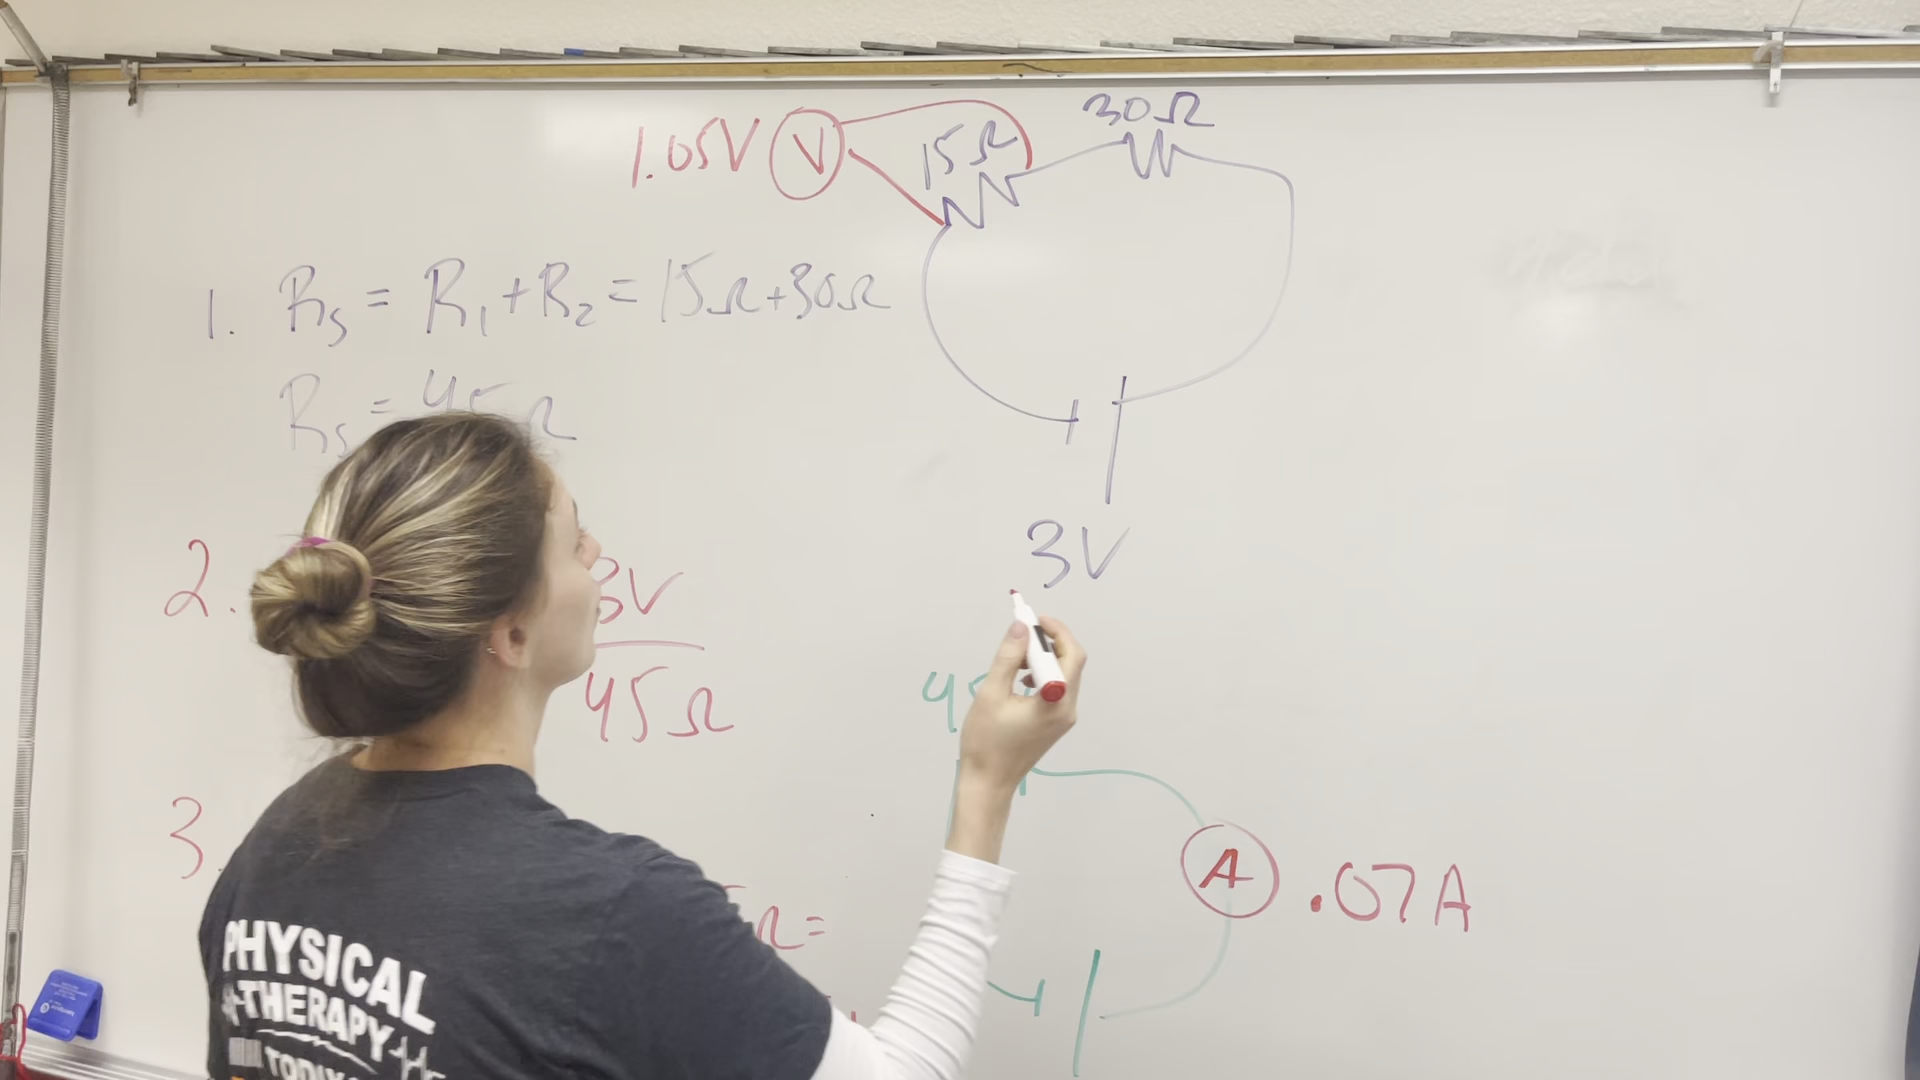 30Ω
1.05V V 15Ω
1. Rs = R1 + R2 = 15Ω + 30Ω
Rs = 45Ω
3V
2. 3V
45Ω
45
3.
A .07A
Ω =
PHYSICAL
THERAPY